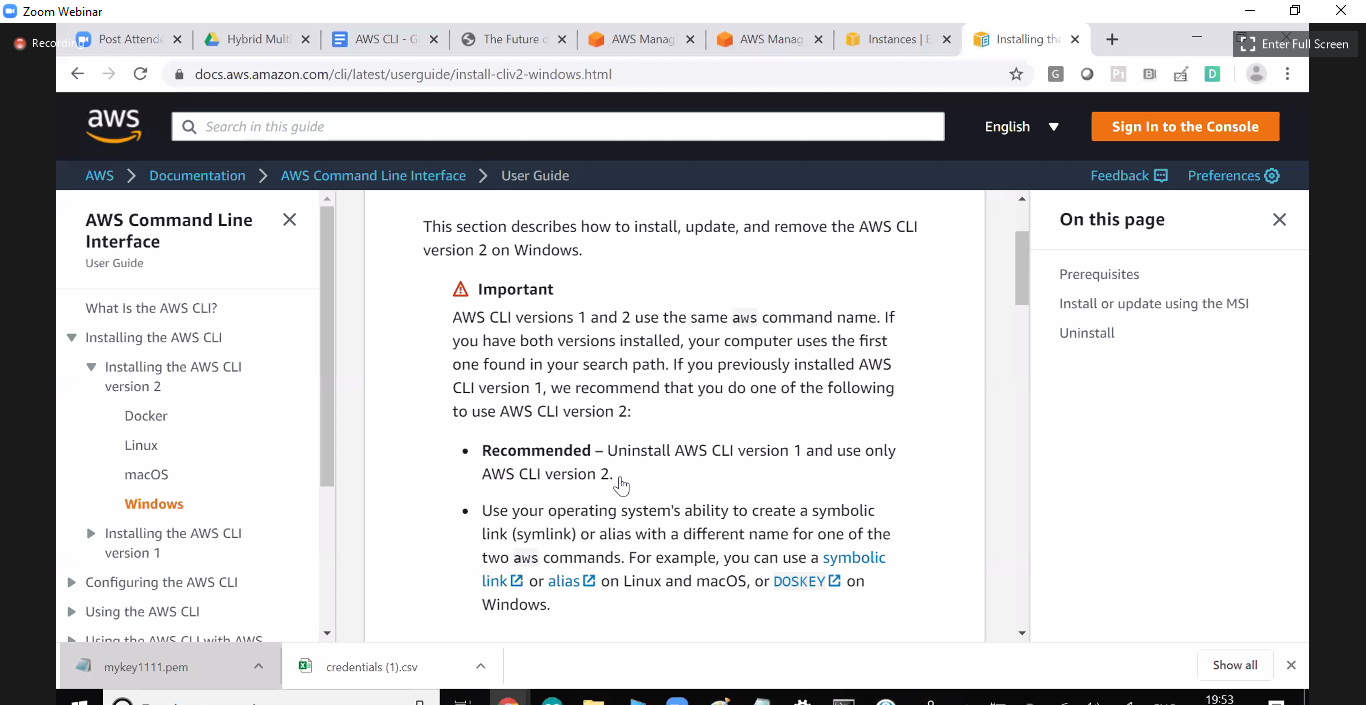 Zoom Webinar
Recording
Post Attende
Hybrid Multi
AWS CLI - G
The Future o
AWS Manag
AWS Manag
Instances | E
Installing the
Enter Full Screen
docs.aws.amazon.com/cli/latest/userguide/install-cliv2-windows.html
aws
Search in this guide
English
Sign In to the Console
AWS
Documentation
AWS Command Line Interface
User Guide
Feedback
Preferences
AWS Command Line
Interface
User Guide
What Is the AWS CLI?
Installing the AWS CLI
Installing the AWS CLI
version 2
Docker
Linux
macOS
Windows
Installing the AWS CLI
version 1
Configuring the AWS CLI
Using the AWS CLI
Using the AWS CLI with AWS
This section describes how to install, update, and remove the AWS CLI
version 2 on Windows.
Important
AWS CLI versions 1 and 2 use the same aws command name. If
you have both versions installed, your computer uses the first
one found in your search path. If you previously installed AWS
CLI version 1, we recommend that you do one of the following
to use AWS CLI version 2:
• Recommended – Uninstall AWS CLI version 1 and use only
AWS CLI version 2.
• Use your operating system's ability to create a symbolic
link (symlink) or alias with a different name for one of the
two aws commands. For example, you can use a symbolic
link or alias on Linux and macOS, or DOSKEY on
Windows.
On this page
Prerequisites
Install or update using the MSI
Uninstall
mykey1111.pem
credentials (1).csv
Show all
19:53